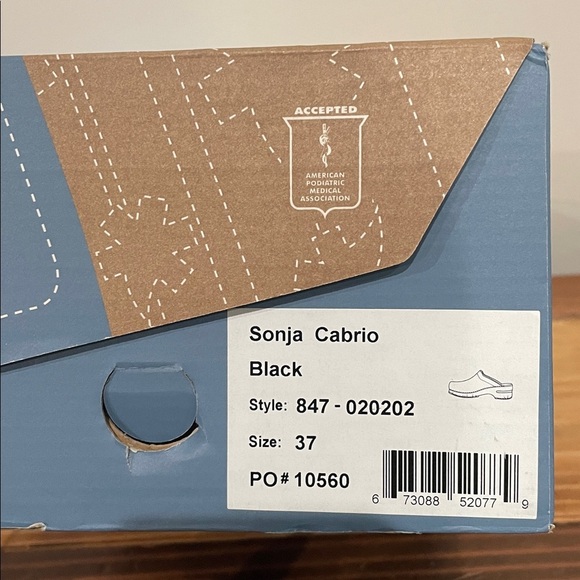 ACCEPTED
AMERICAN
PODIATRIC
MEDICAL
ASSOCIATION
Sonja Cabrio
Black
Style: 847 - 020202
Size: 37
PO# 10560
6 73088 52077 9